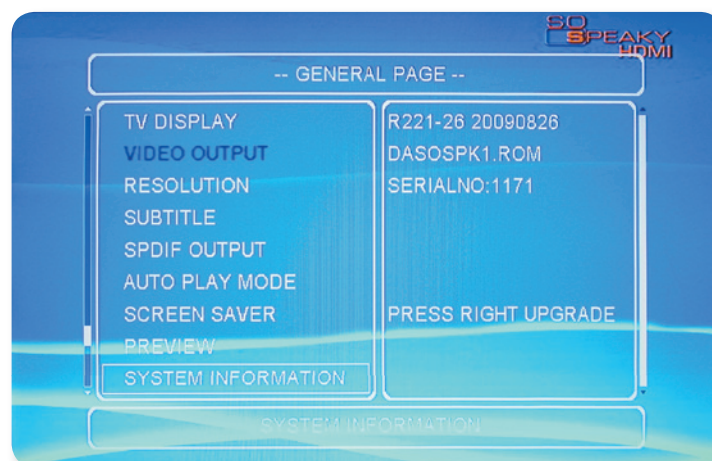 SO
SPEAKY
HDMI
-- GENERAL PAGE --
TV DISPLAY
VIDEO OUTPUT
RESOLUTION
SUBTITLE
SPDIF OUTPUT
AUTO PLAY MODE
SCREEN SAVER
PREVIEW
SYSTEM INFORMATION
R221-26 20090826
DASOSPK1.ROM
SERIALNO:1171
PRESS RIGHT UPGRADE
SYSTEM INFORMATION